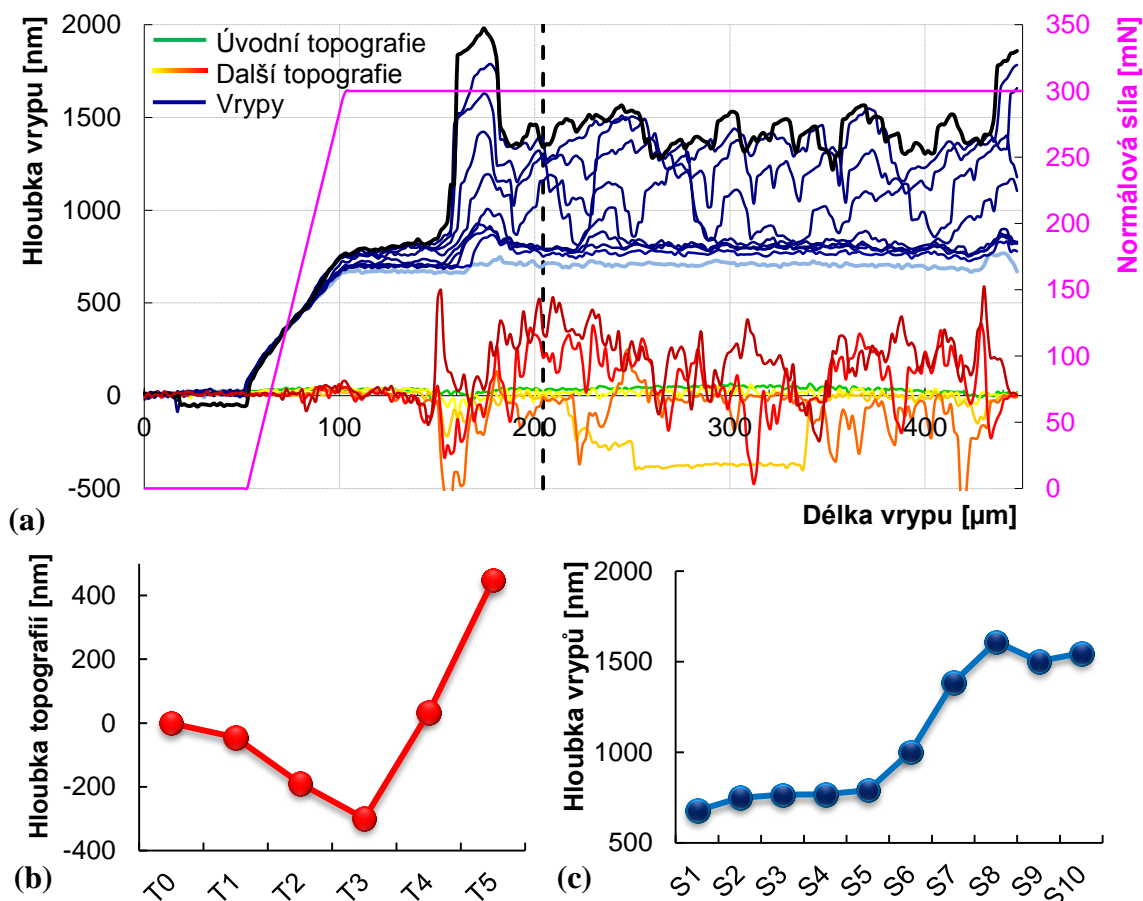 Hloubka vrypu [nm]
2000
1500
1000
500
0
-500
Úvodní topografie
Další topografie
Vrypy
0 100 200 300 400
Délka vrypu [µm]
350
300
250
200
150
100
50
0
Normálová síla [mN]
(a)
Hloubka topografií [nm]
400
200
0
-200
-400
T0 T1 T2 T3 T4 T5
(b)
Hloubka vrypů [nm]
2000
1500
1000
500
S1 S2 S3 S4 S5 S6 S7 S8 S9 S10
(c)